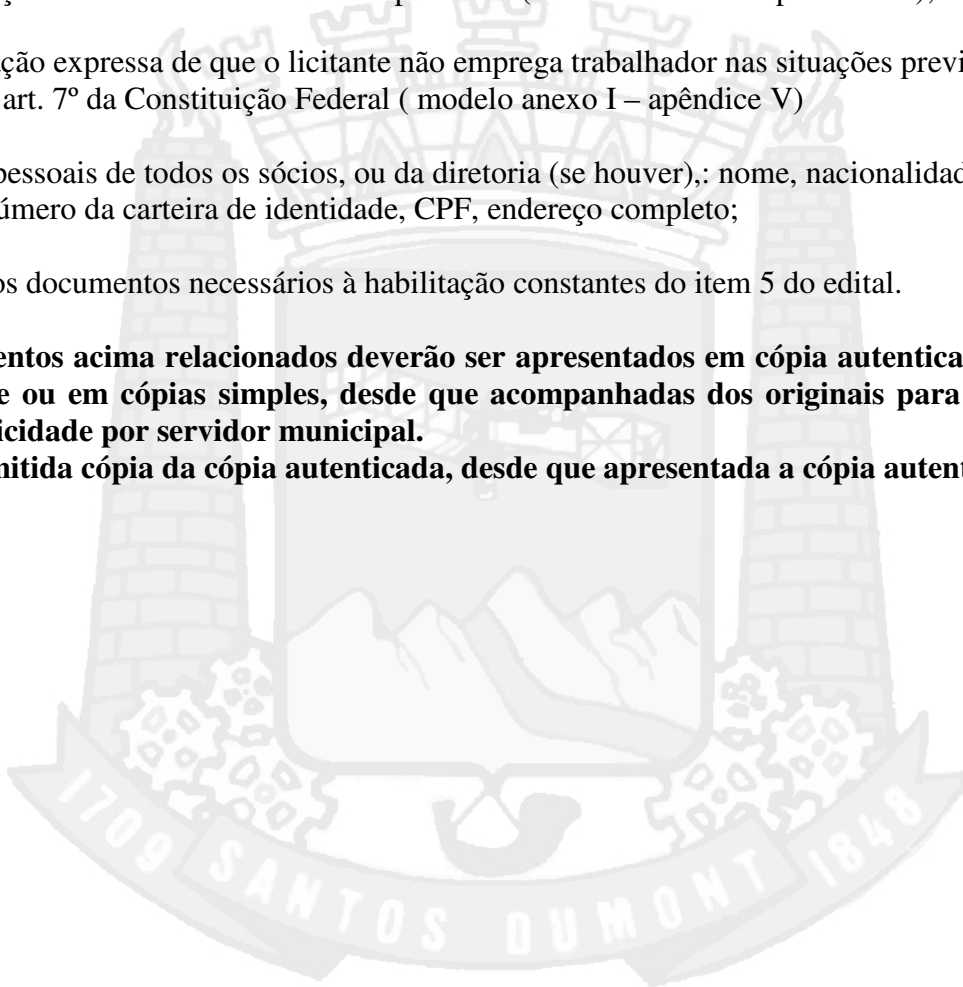 ção expressa de que o licitante não emprega trabalhador nas situações previ
art. 7º da Constituição Federal ( modelo anexo I – apêndice V)
pessoais de todos os sócios, ou da diretoria (se houver),: nome, nacionalidad
úmero da carteira de identidade, CPF, endereço completo;
os documentos necessários à habilitação constantes do item 5 do edital.
entos acima relacionados deverão ser apresentados em cópia autentica
e ou em cópias simples, desde que acompanhadas dos originais para
icidade por servidor municipal.
mitida cópia da cópia autenticada, desde que apresentada a cópia autent
1709 SANTOS DUMONT 1848